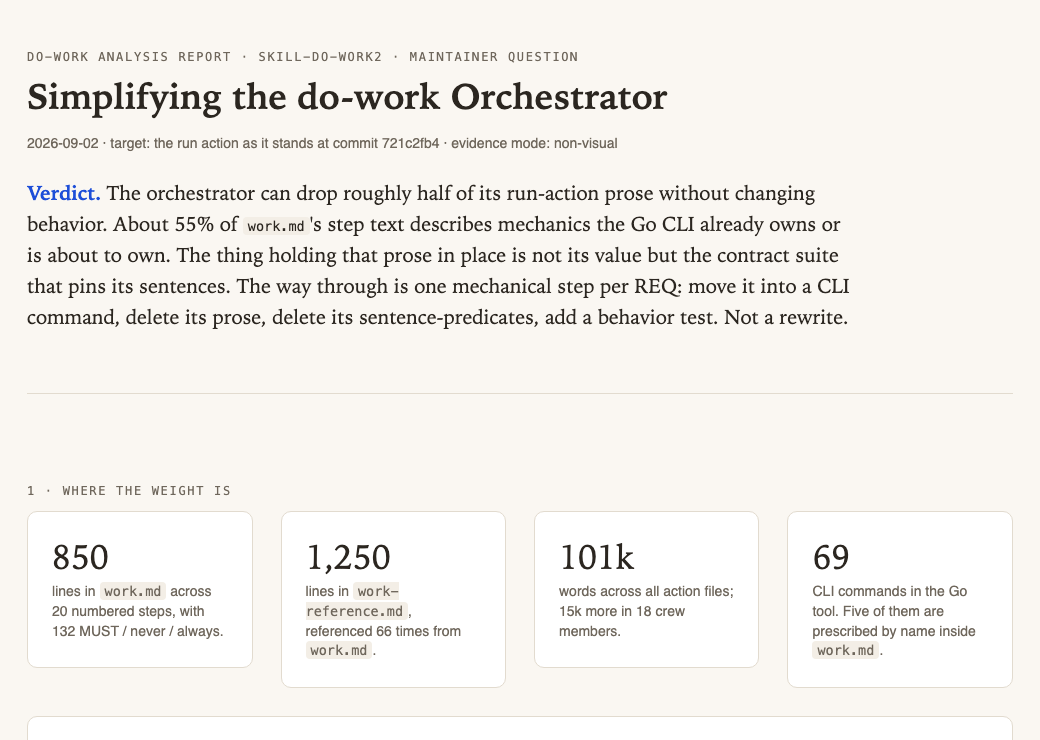 DO-WORK ANALYSIS REPORT · SKILL-DO-WORK2 · MAINTAINER QUESTION
Simplifying the do-work Orchestrator
2026-09-02 · target: the run action as it stands at commit 721c2fb4 · evidence mode: non-visual
Verdict. The orchestrator can drop roughly half of its run-action prose without changing
behavior. About 55% of work.md's step text describes mechanics the Go CLI already owns or
is about to own. The thing holding that prose in place is not its value but the contract suite
that pins its sentences. The way through is one mechanical step per REQ: move it into a CLI
command, delete its prose, delete its sentence-predicates, add a behavior test. Not a rewrite.
1 · WHERE THE WEIGHT IS
850
lines in work.md across
20 numbered steps, with
132 MUST / never / always.
1,250
lines in work-
reference.md,
referenced 66 times from
work.md.
101k
words across all action files;
15k more in 18 crew
members.
69
CLI commands in the Go
tool. Five of them are
prescribed by name inside
work.md.